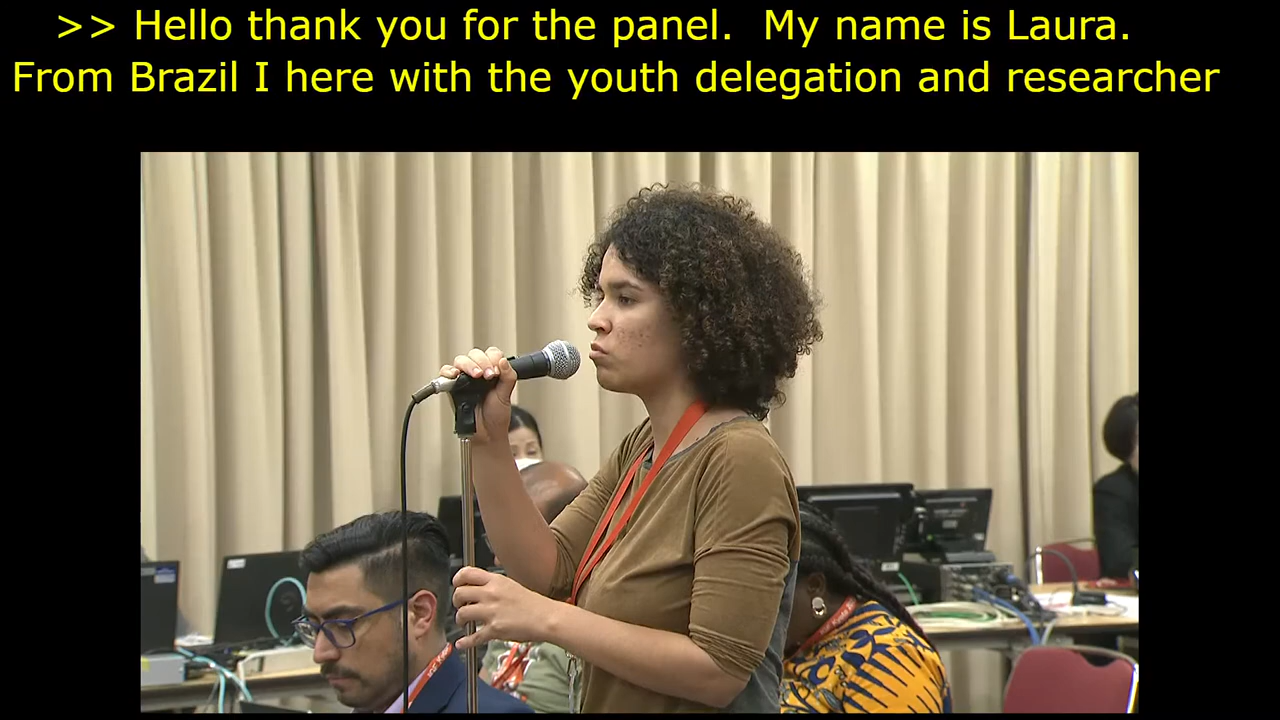 >> Hello thank you for the panel.  My name is Laura.
From Brazil I here with the youth delegation and researcher